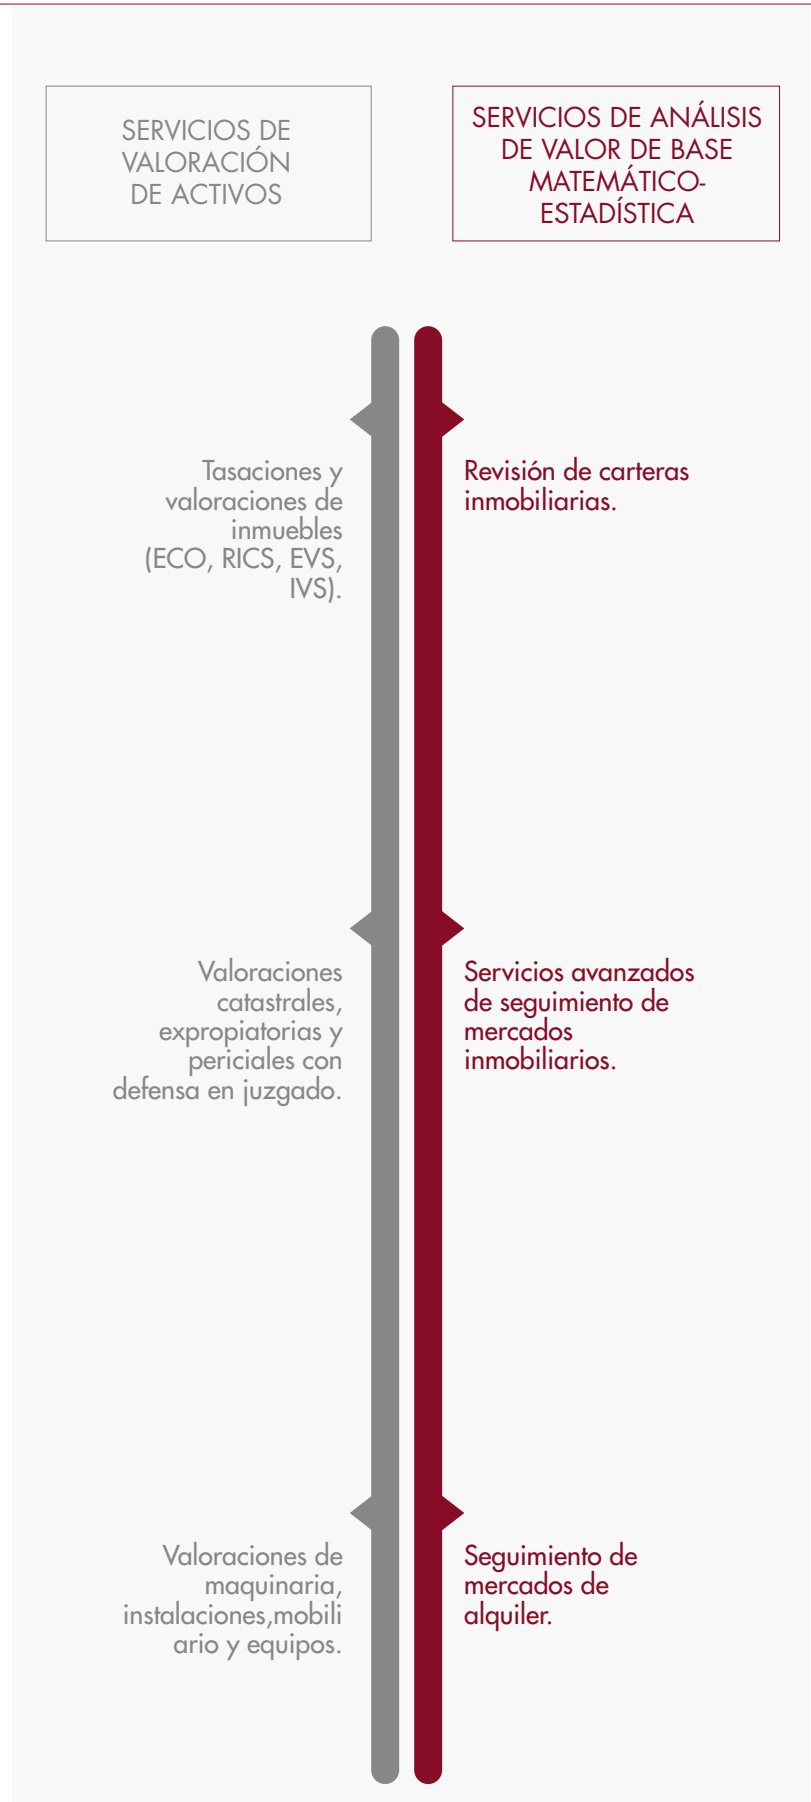 SERVICIOS DE
VALORACIÓN
DE ACTIVOS
SERVICIOS DE ANÁLISIS
DE VALOR DE BASE
MATEMÁTICO-
ESTADÍSTICA
Tasaciones y
valoraciones de
inmuebles
(ECO, RICS, EVS,
IVS).
Revisión de carteras
inmobiliarias.
Valoraciones
catastrales,
expropiatorias y
periciales con
defensa en juzgado.
Servicios avanzados
de seguimiento de
mercados
inmobiliarios.
Valoraciones de
maquinaria,
instalaciones,mobili
ario y equipos.
Seguimiento de
mercados de
alquiler.